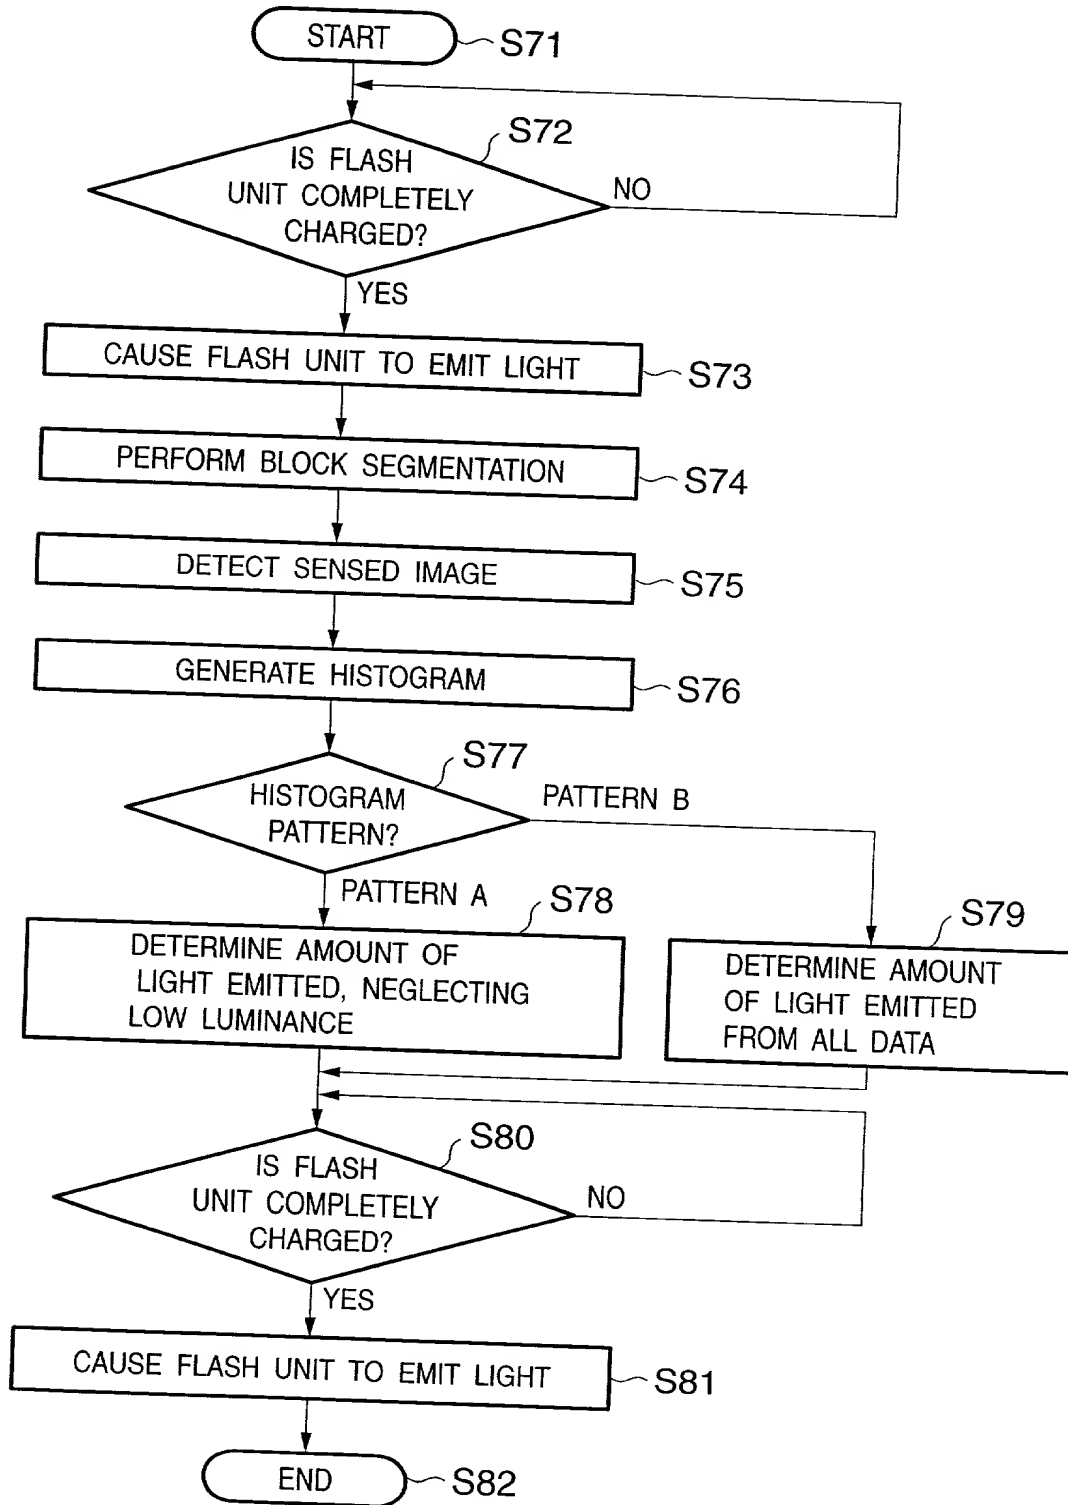 START
S71
S72
IS FLASH
UNIT COMPLETELY
CHARGED?
NO
YES
CAUSE FLASH UNIT TO EMIT LIGHT
S73
PERFORM BLOCK SEGMENTATION
S74
DETECT SENSED IMAGE
S75
GENERATE HISTOGRAM
S76
S77
HISTOGRAM
PATTERN?
PATTERN B
PATTERN A
S78
DETERMINE AMOUNT OF
LIGHT EMITTED, NEGLECTING
LOW LUMINANCE
S79
DETERMINE AMOUNT
OF LIGHT EMITTED
FROM ALL DATA
S80
IS FLASH
UNIT COMPLETELY
CHARGED?
NO
YES
CAUSE FLASH UNIT TO EMIT LIGHT
S81
END
S82